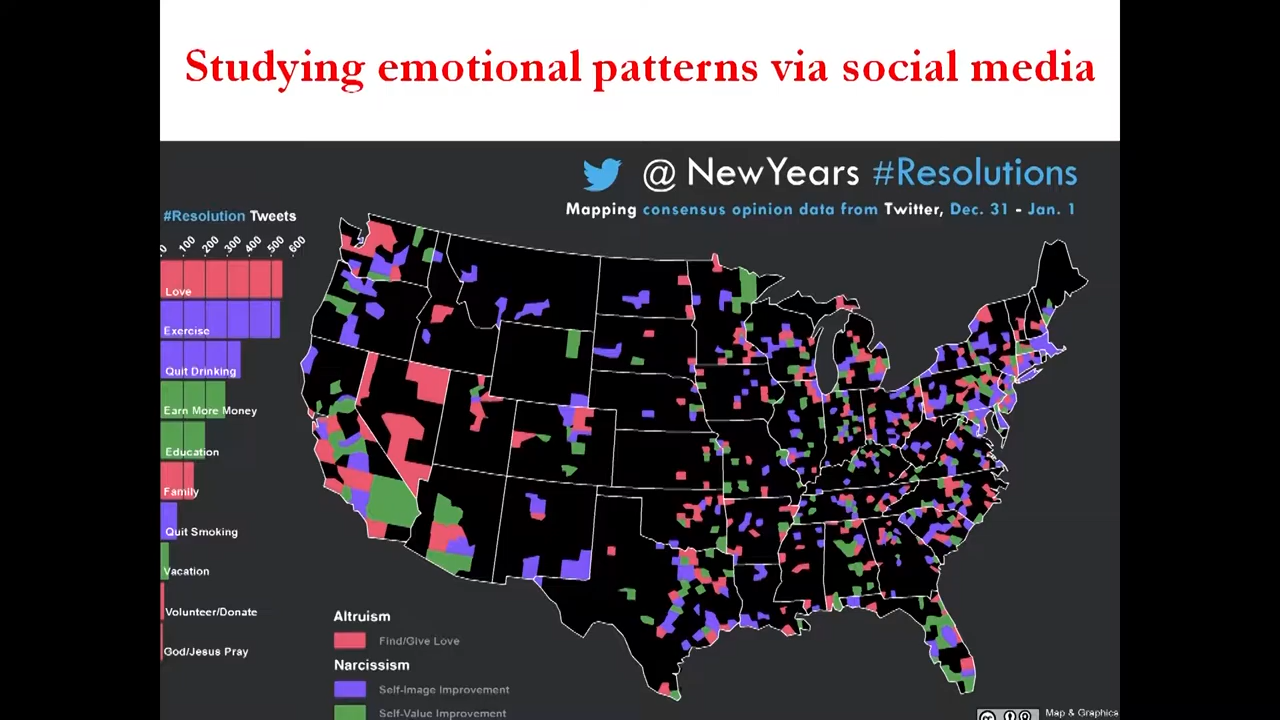 Studying emotional patterns via social media
@ NewYears #Resolutions
Mapping consensus opinion data from Twitter, Dec. 31 - Jan. 1
#Resolution Tweets
0 100 200 300 400 500 600
Love
Exercise
Quit Drinking
Earn More Money
Education
Family
Quit Smoking
Vacation
Volunteer/Donate
God/Jesus Pray
Altruism
Find/Give Love
Narcissism
Self-Image Improvement
Self-Value Improvement
Map & Graphics